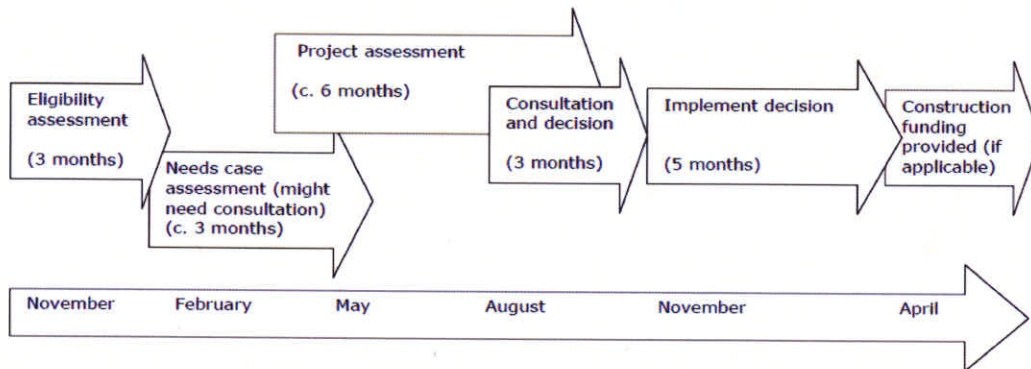 Eligibility
assessment
(3 months)
Needs case
assessment (might
need consultation)
(c. 3 months)
Project assessment
(c. 6 months)
Consultation
and decision
(3 months)
Implement decision
(5 months)
Construction
funding
provided (if
applicable)
November
February
May
August
November
April